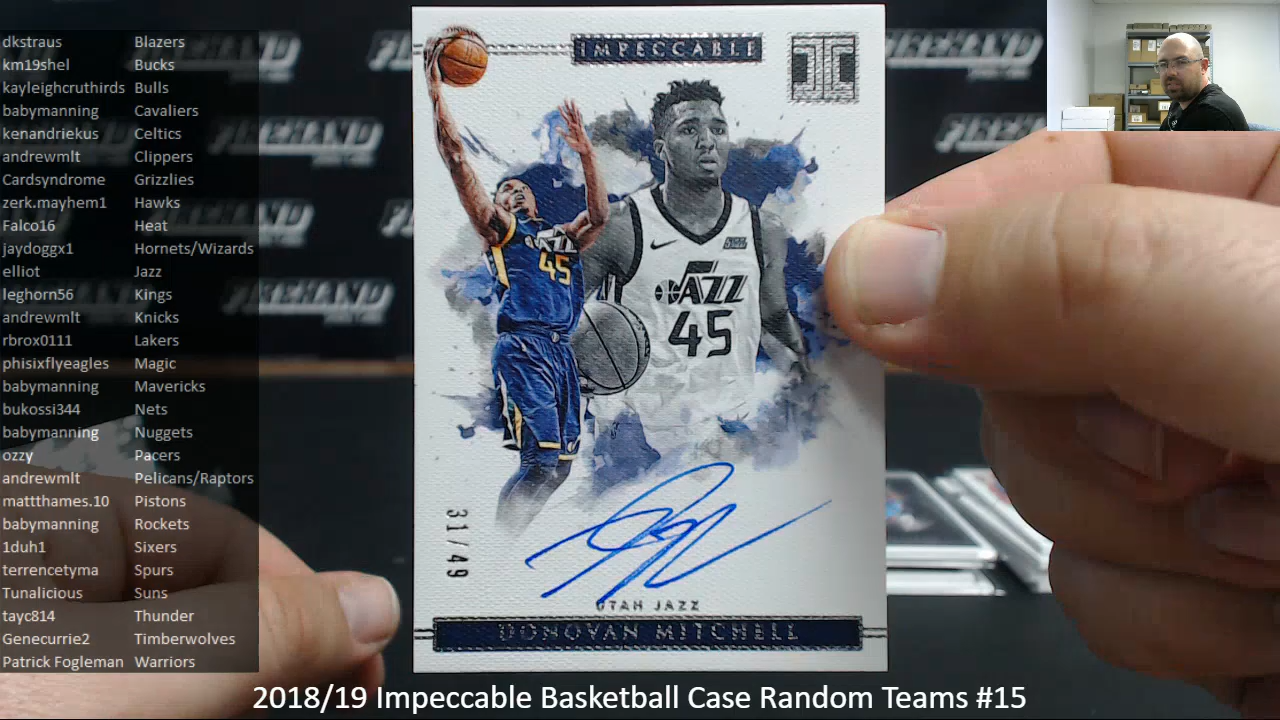 dkstraus Blazers
km19shel Bucks
kayleighcruthirds Bulls
babymanning Cavaliers
kenandriekus Celtics
andrewmlt Clippers
Cardsyndrome Grizzlies
zerk.mayhem1 Hawks
Falco16 Heat
jaydoggx1 Hornets/Wizards
elliot Jazz
leghorn56 Kings
andrewmlt Knicks
rbrox0111 Lakers
phisixflyeagles Magic
babymanning Mavericks
bukossi344 Nets
babymanning Nuggets
ozzy Pacers
andrewmlt Pelicans/Raptors
mattthames.10 Pistons
babymanning Rockets
1duh1 Sixers
terrencetyma Spurs
Tunalicious Suns
tayc814 Thunder
Genecurrie2 Timberwolves
Patrick Fogleman Warriors
IMPECCABLE
JAZZ
45
JAZZ
45
31/49
UTAH JAZZ
DONOVAN MITCHELL
FIREHAND
FIREHAND
FIREHAND
2018/19 Impeccable Basketball Case Random Teams #15